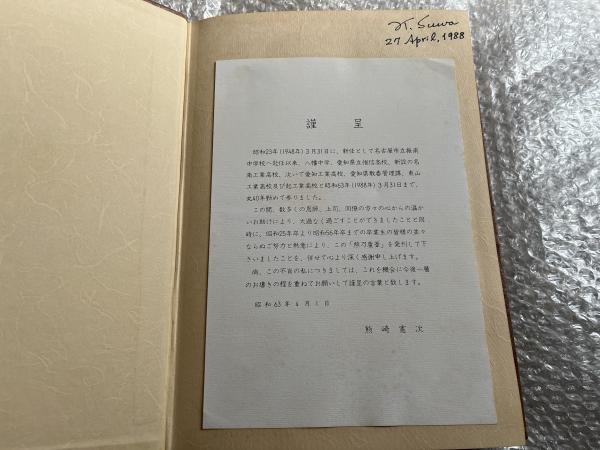 K. Suwa
27 April, 1988
謹呈
昭和23年(1948年)3月31日に、新任として名古屋市立振南
中学校へ赴任以来、八幡中学、愛知県立惟信高校、新設の名
南工業高校、次いで愛知工業高校、愛知県教委管理課、東山
工業高校及び起工業高校と昭和63年(1988年)3月31日まで、
丸40年勤めて参りました。
この間、数多くの恩師、上司、同僚の方々の心からの温か
いお助けにより、大過なく過ごすことができましたことと同
時に、昭和25年卒より昭和56年卒までの卒業生の皆様の並々
ならぬご努力と熱意により、この「熊乃蘆薈」を発刊して下
さいましたことを、併せて心より深く感謝申し上げます。
尚、この不肖の私につきましては、これを機会に今後一層
のお導きの程を重ねてお願いして謹呈の言葉と致します。
昭和63年4月1日
熊崎憲次